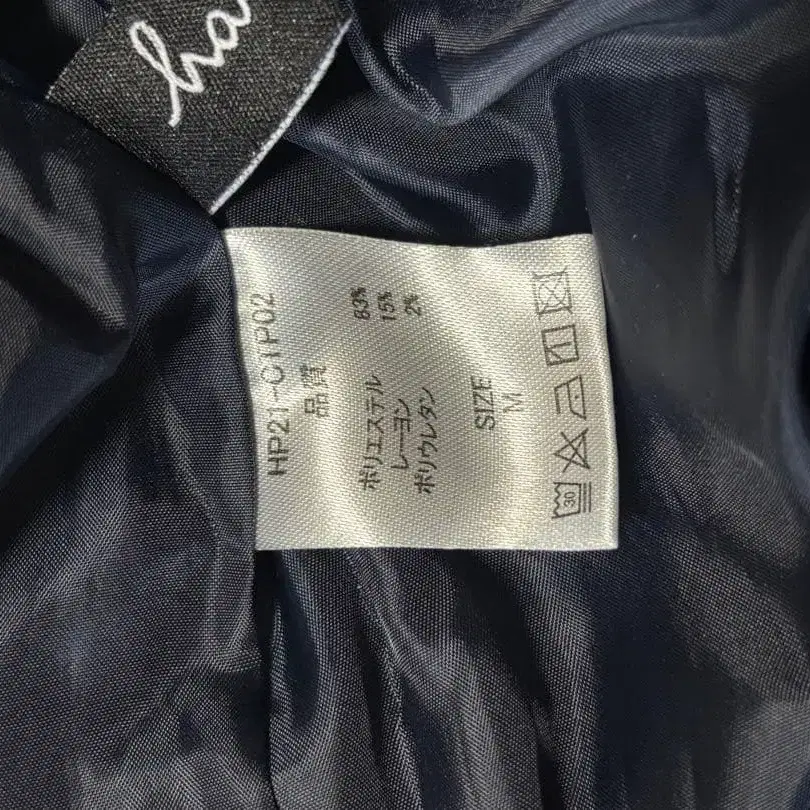 ha
HP21-C1P02
品質
ポリエステル 83%
レーヨン 15%
ポリウレタン 2%
SIZE
M
30